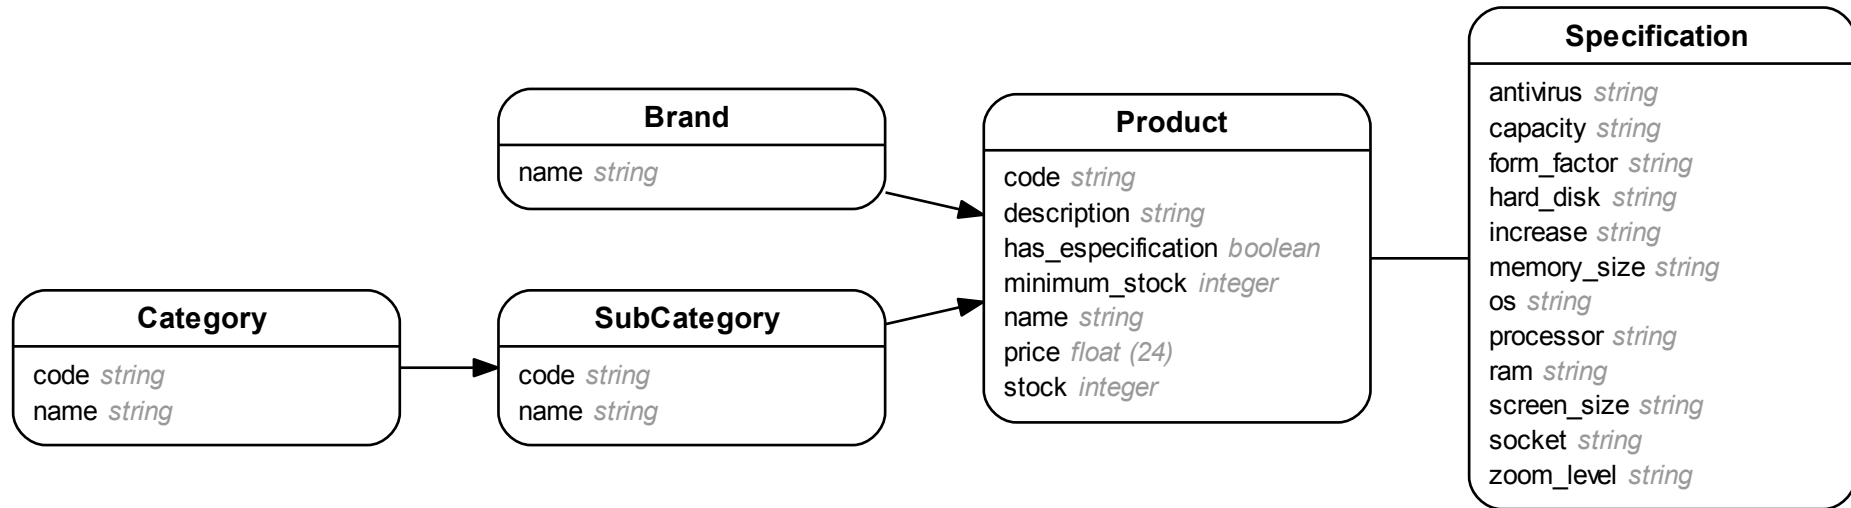 Category
code string
name string
Brand
name string
SubCategory
code string
name string
Product
code string
description string
has_especification boolean
minimum_stock integer
name string
price float (24)
stock integer
Specification
antivirus string
capacity string
form_factor string
hard_disk string
increase string
memory_size string
os string
processor string
ram string
screen_size string
socket string
zoom_level string